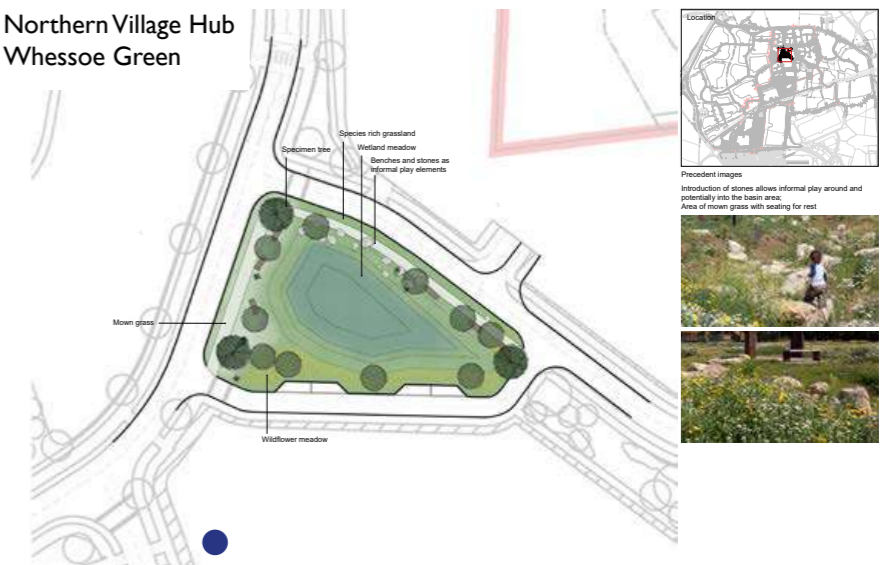 Northern Village Hub
Whessoe Green
Location
Species rich grassland
Specimen tree
Wetland meadow
Benches and stones as
informal play elements
Mown grass
Wildflower meadow
Precedent images
Introduction of stones allows informal play around and
potentially into the basin area;
Area of mown grass with seating for rest